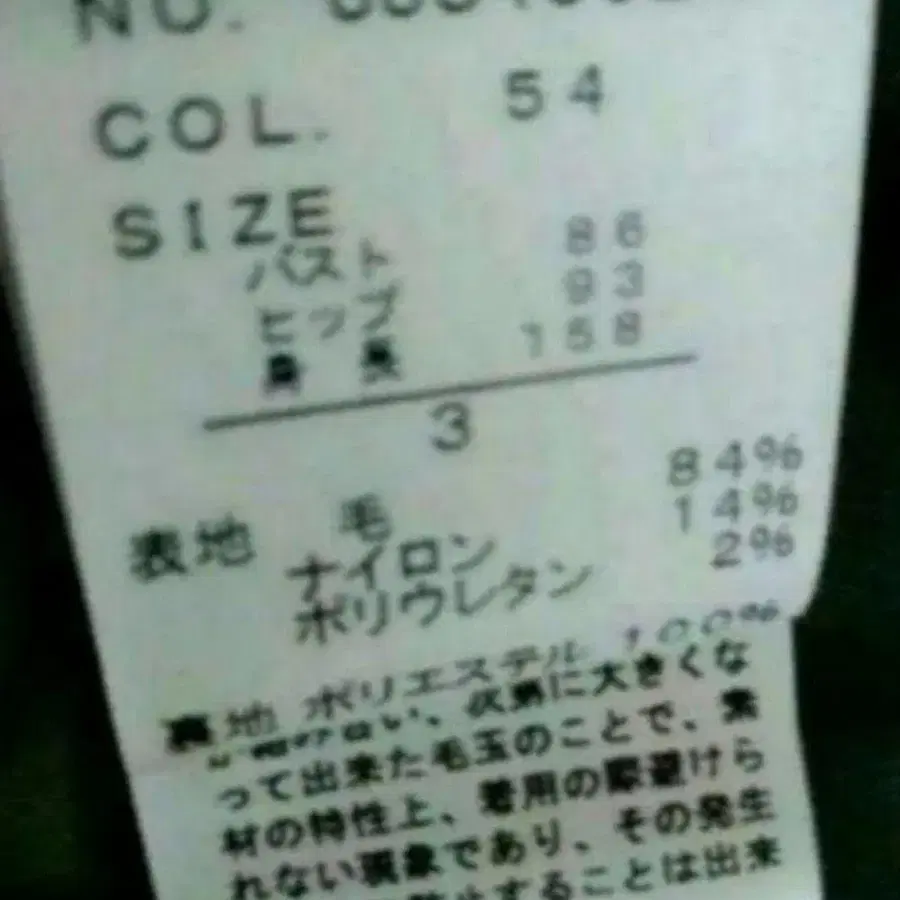 NO.
COL. 54
SIZE
バスト 86
ヒップ 93
身長 158
3
表地 毛 84%
ナイロン 14%
ポリウレタン 2%
裏地 ポリエステル 100%
に大きくな
って出来た毛玉のことで、素
材の特性上、着用の際避けら
れない現象であり、その発生
することは出来